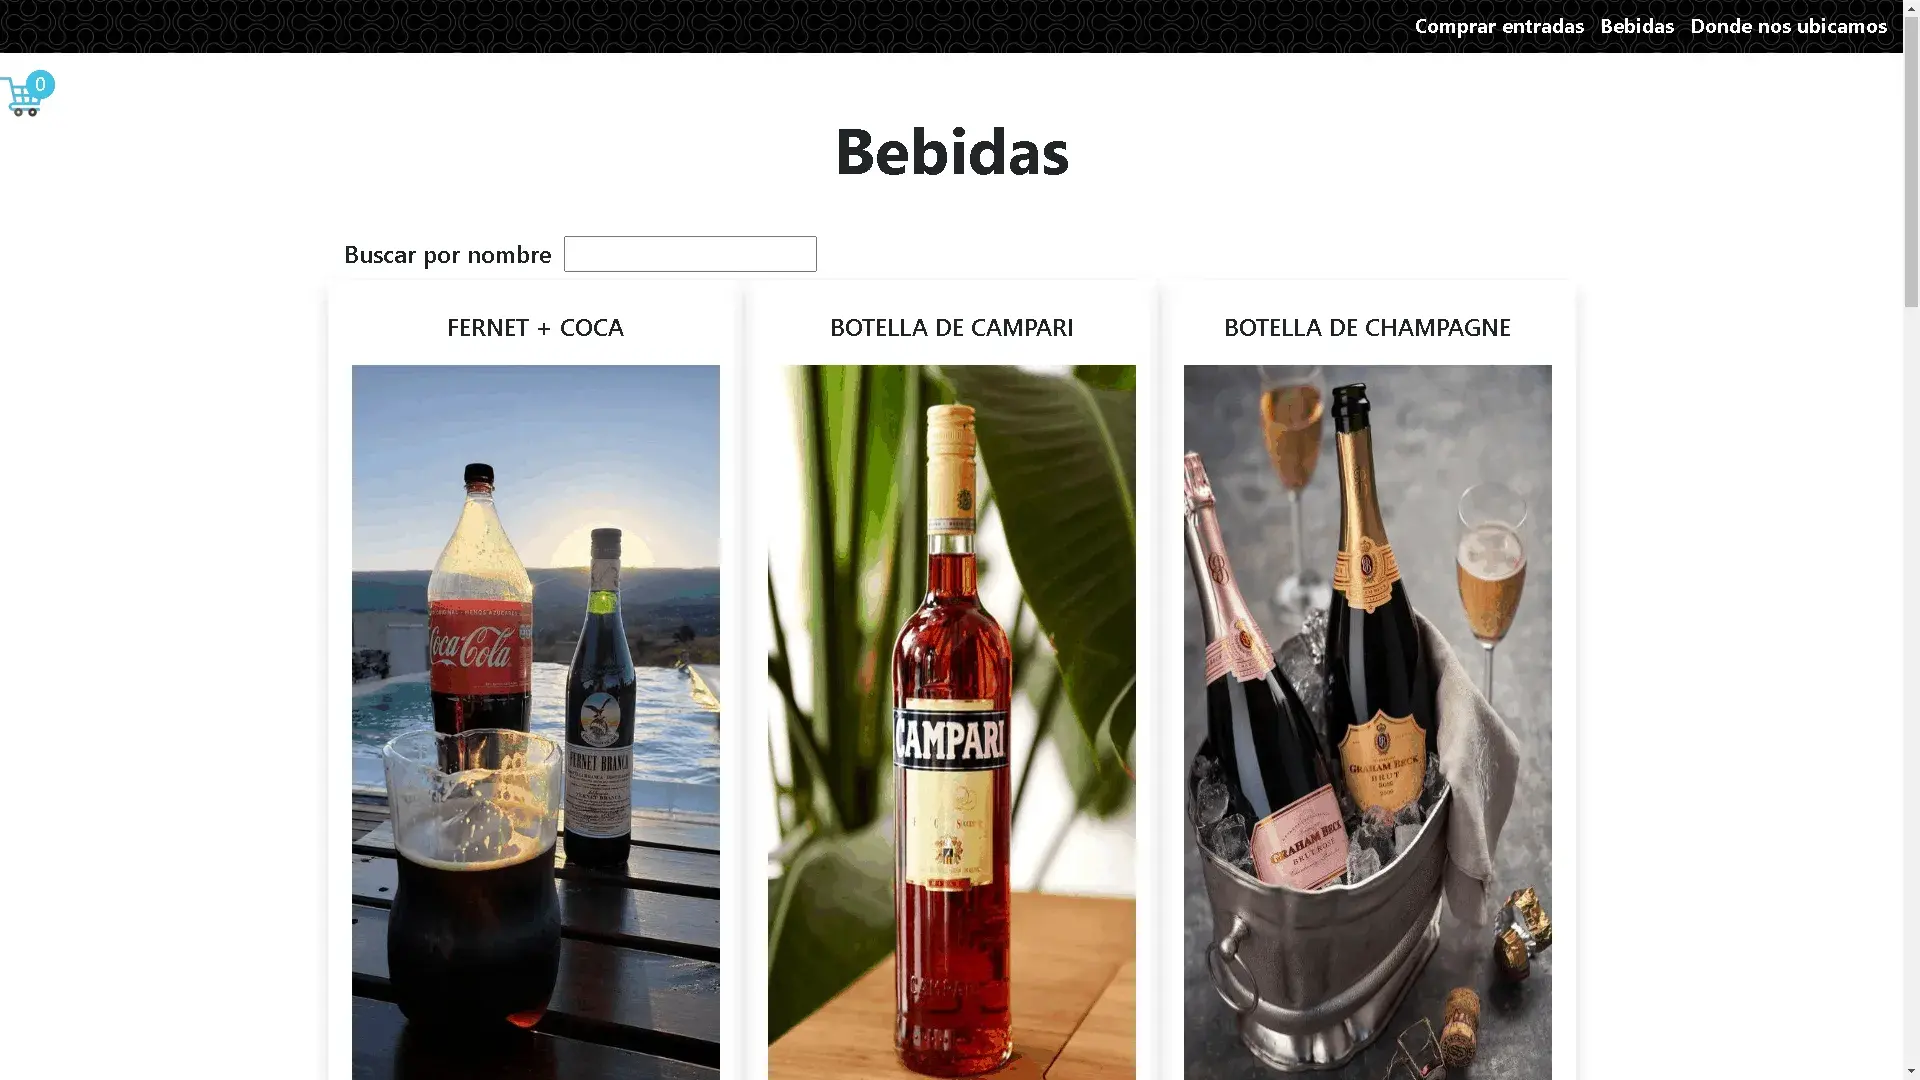 Comprar entradas Bebidas Donde nos ubicamos
0
Bebidas
Buscar por nombre
FERNET + COCA
BOTELLA DE CAMPARI
BOTELLA DE CHAMPAGNE
Coca-Cola
FERNET BRANCA
CAMPARI
CAMPARI
GRAHAM BECK
BRUT
GRAHAM BECK
BRUT ROSÉ